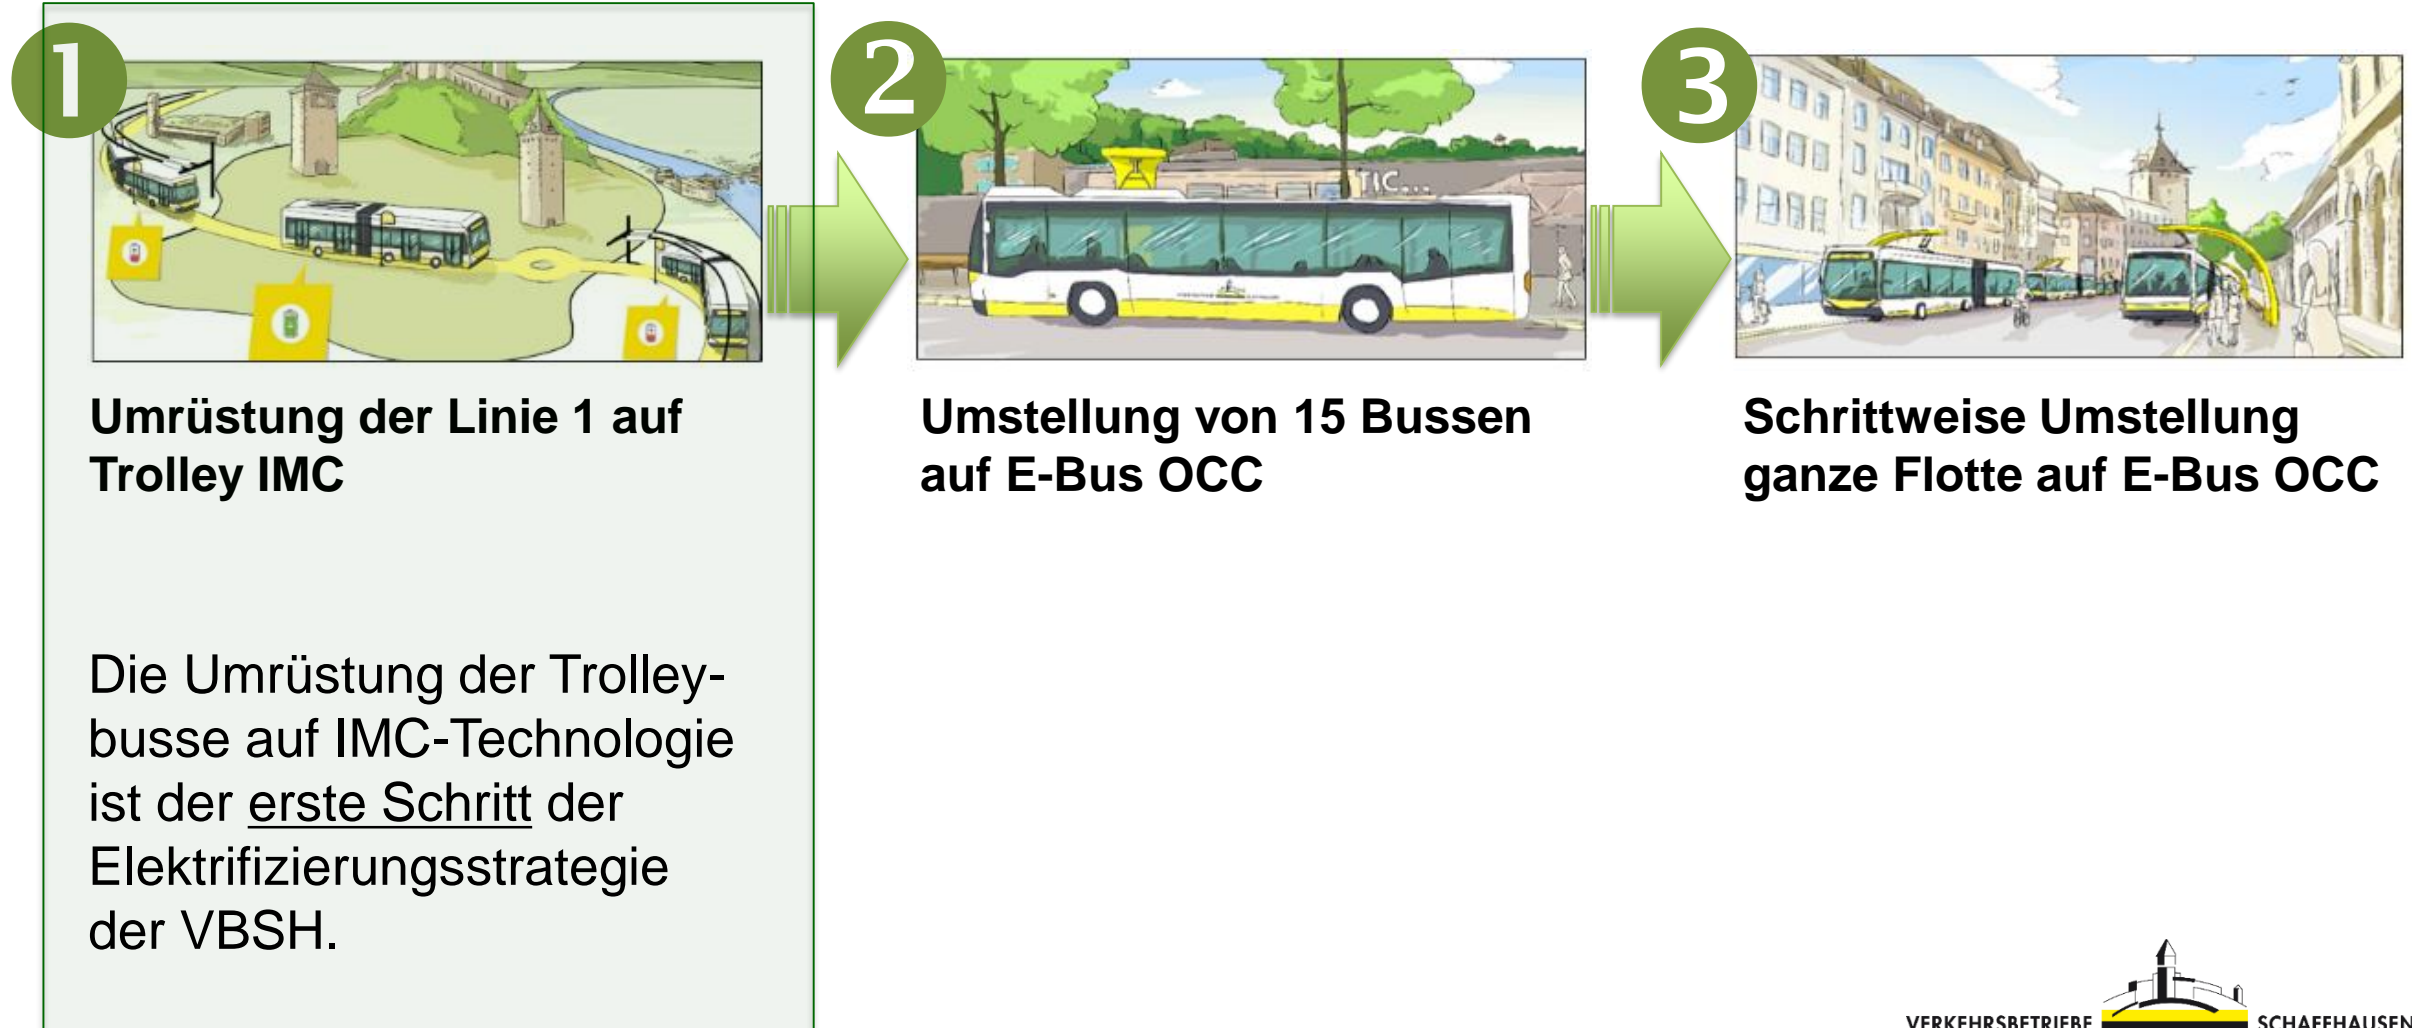 1
Umrüstung der Linie 1 auf
Trolley IMC
Die Umrüstung der Trolley-
busse auf IMC-Technologie
ist der erste Schritt der
Elektrifizierungsstrategie
der VBSH.
2
TIC...
Umstellung von 15 Bussen
auf E-Bus OCC
3
Schrittweise Umstellung
ganze Flotte auf E-Bus OCC
VERKEHRSBETRIEBE SCHAFFHAUSEN